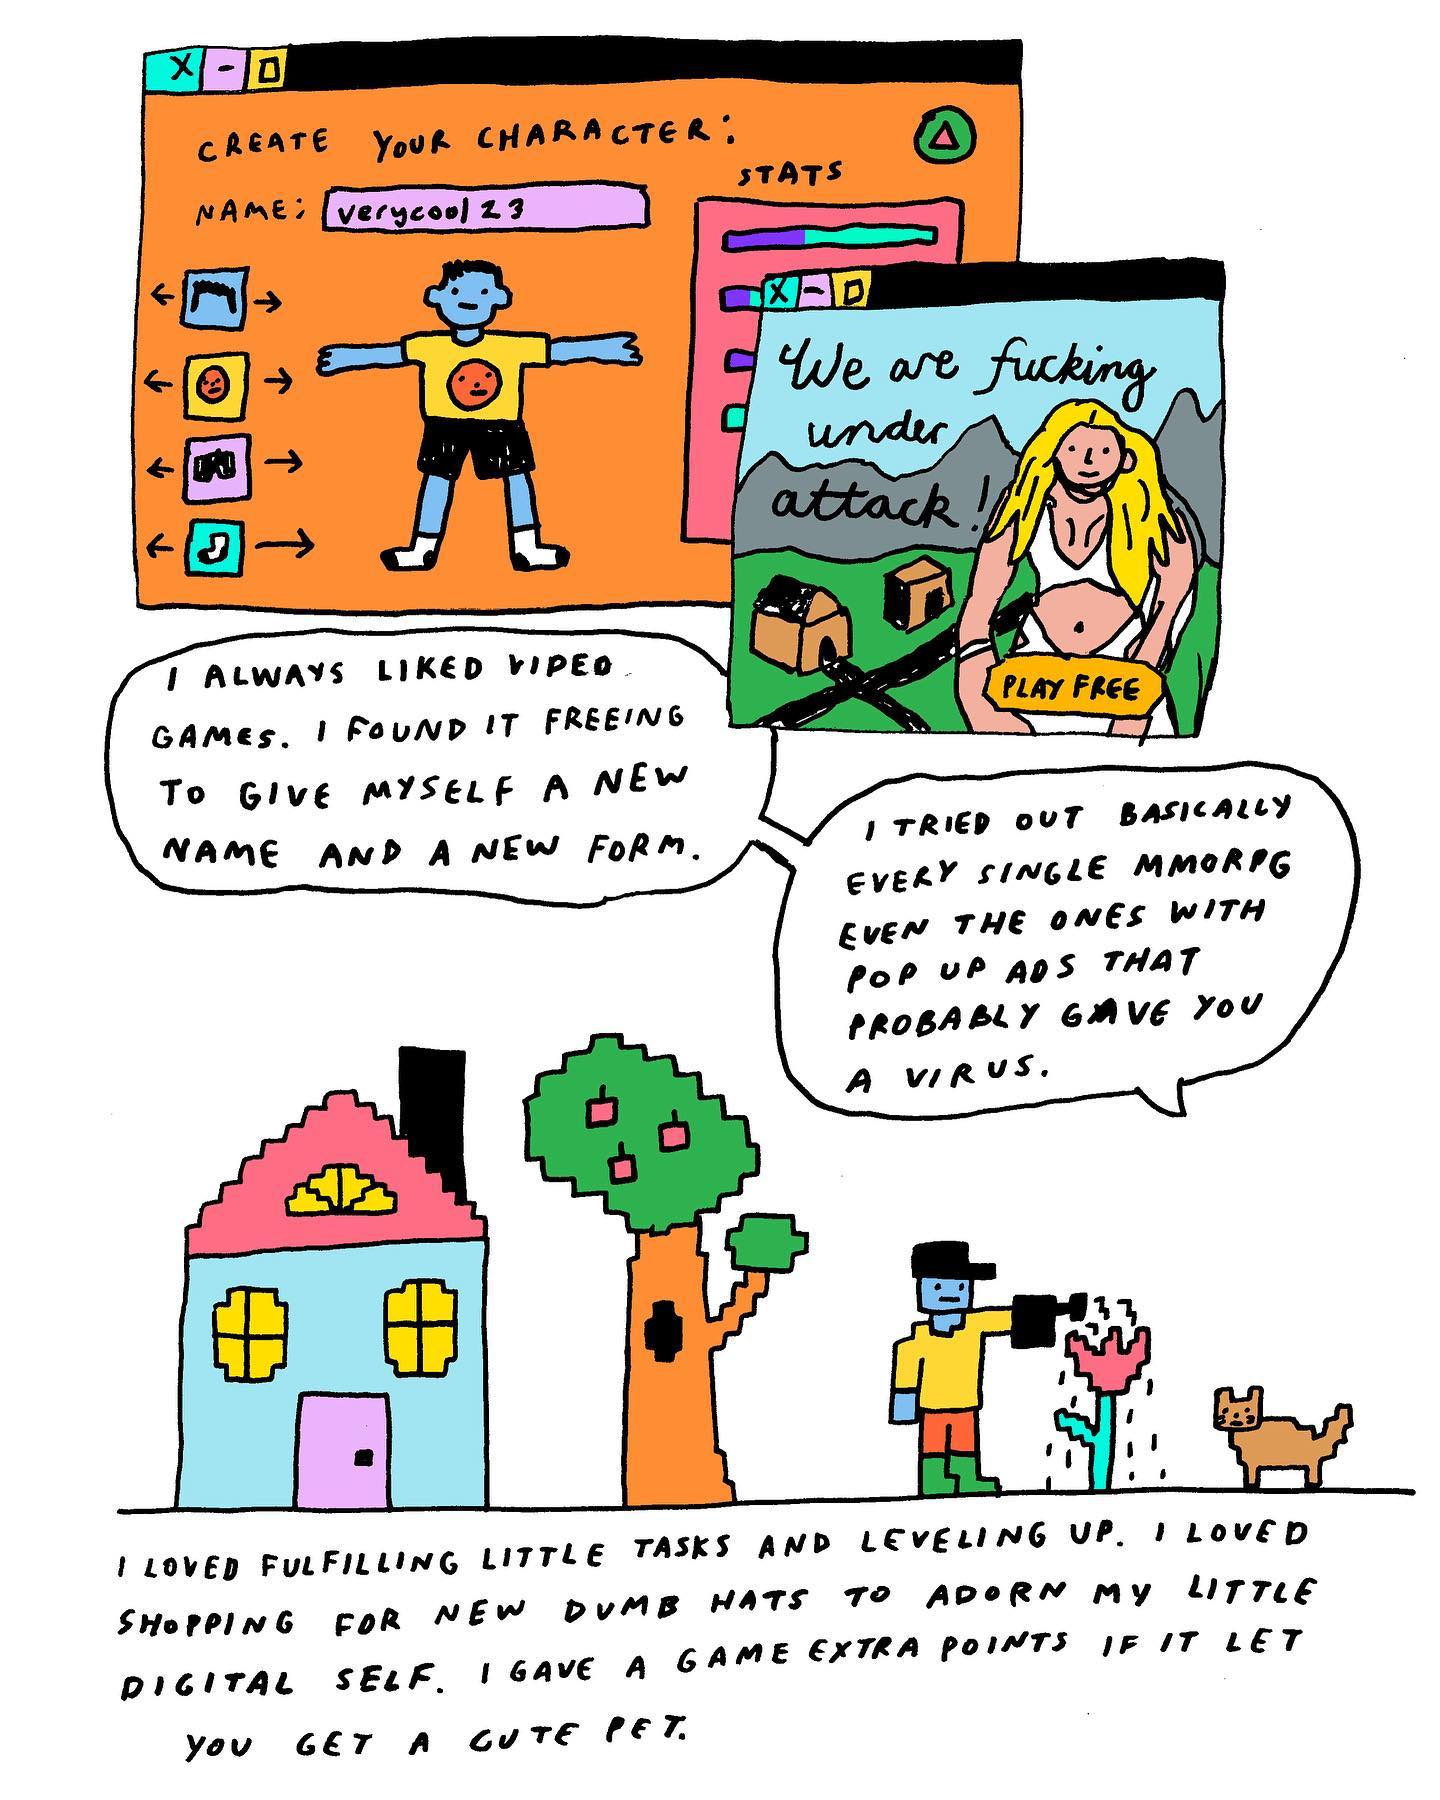 X - 
CREATE YOUR CHARACTER:
STATS
NAME: verycool23
X -
We are fucking
under
attack!
PLAY FREE
I ALWAYS LIKED VIDEO
GAMES. I FOUND IT FREEING
TO GIVE MYSELF A NEW
NAME AND A NEW FORM.
I TRIED OUT BASICALLY
EVERY SINGLE MMORPG
EVEN THE ONES WITH
POP UP ADS THAT
PROBABLY GAVE YOU
A VIRUS.
I LOVED FULFILLING LITTLE TASKS AND LEVELING UP. I LOVED
SHOPPING FOR NEW DUMB HATS TO ADORN MY LITTLE
DIGITAL SELF. I GAVE A GAME EXTRA POINTS IF IT LET
YOU GET A CUTE PET.